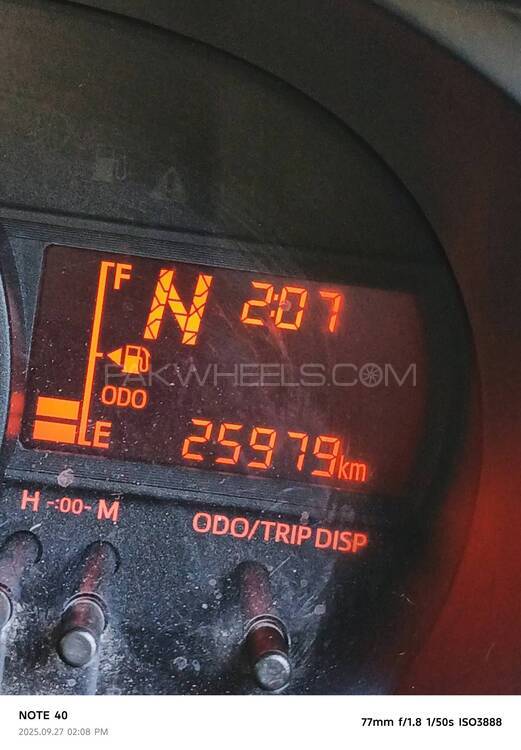 F N 2:07
PAKWHEELS.COM
ODO
E 25979km
H -:00- M
ODO/TRIP DISP
NOTE 40
2025.09.27 02:08 PM
77mm f/1.8 1/50s ISO3888